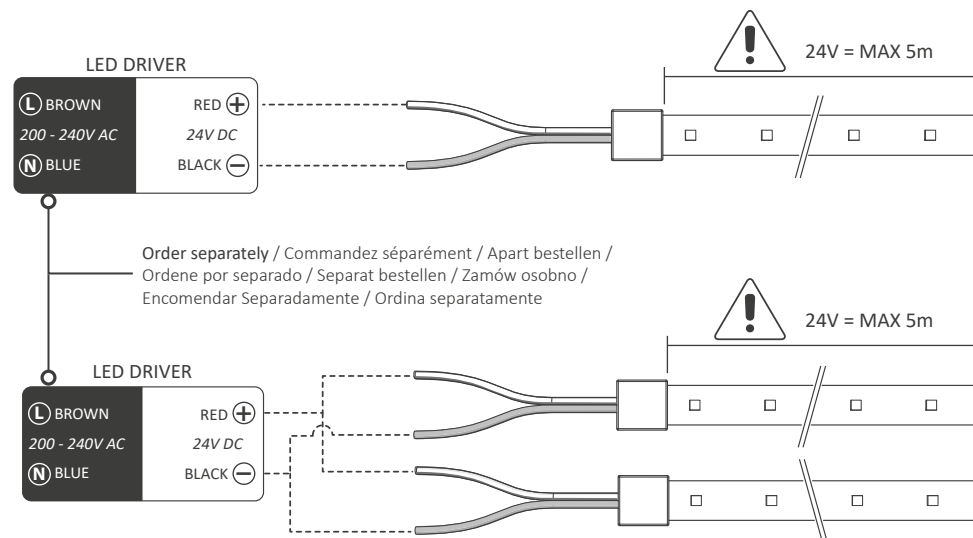 24V = MAX 5m
LED DRIVER
L BROWN
RED +
200 - 240V AC
24V DC
N BLUE
BLACK −
Order separately / Commandez séparément / Apart bestellen /
Ordene por separado / Separat bestellen / Zamów osobno /
Encomendar Separadamente / Ordina separatamente
24V = MAX 5m
LED DRIVER
L BROWN
RED +
200 - 240V AC
24V DC
N BLUE
BLACK −